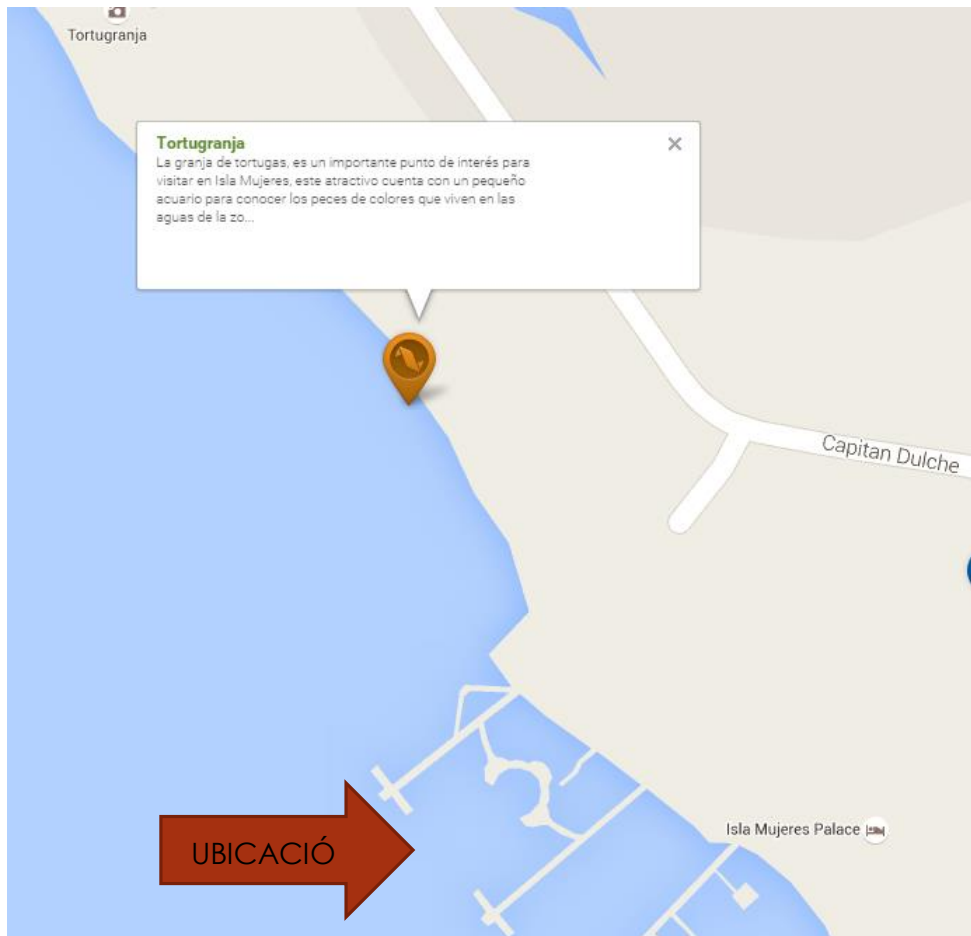 Tortugranja
Tortugranja
La granja de tortugas, es un importante punto de interés para
visitar en Isla Mujeres, este atractivo cuenta con un pequeño
acuario para conocer los peces de colores que viven en las
aguas de la zo...
Capitan Dulche
Isla Mujeres Palace
UBICACIÓ